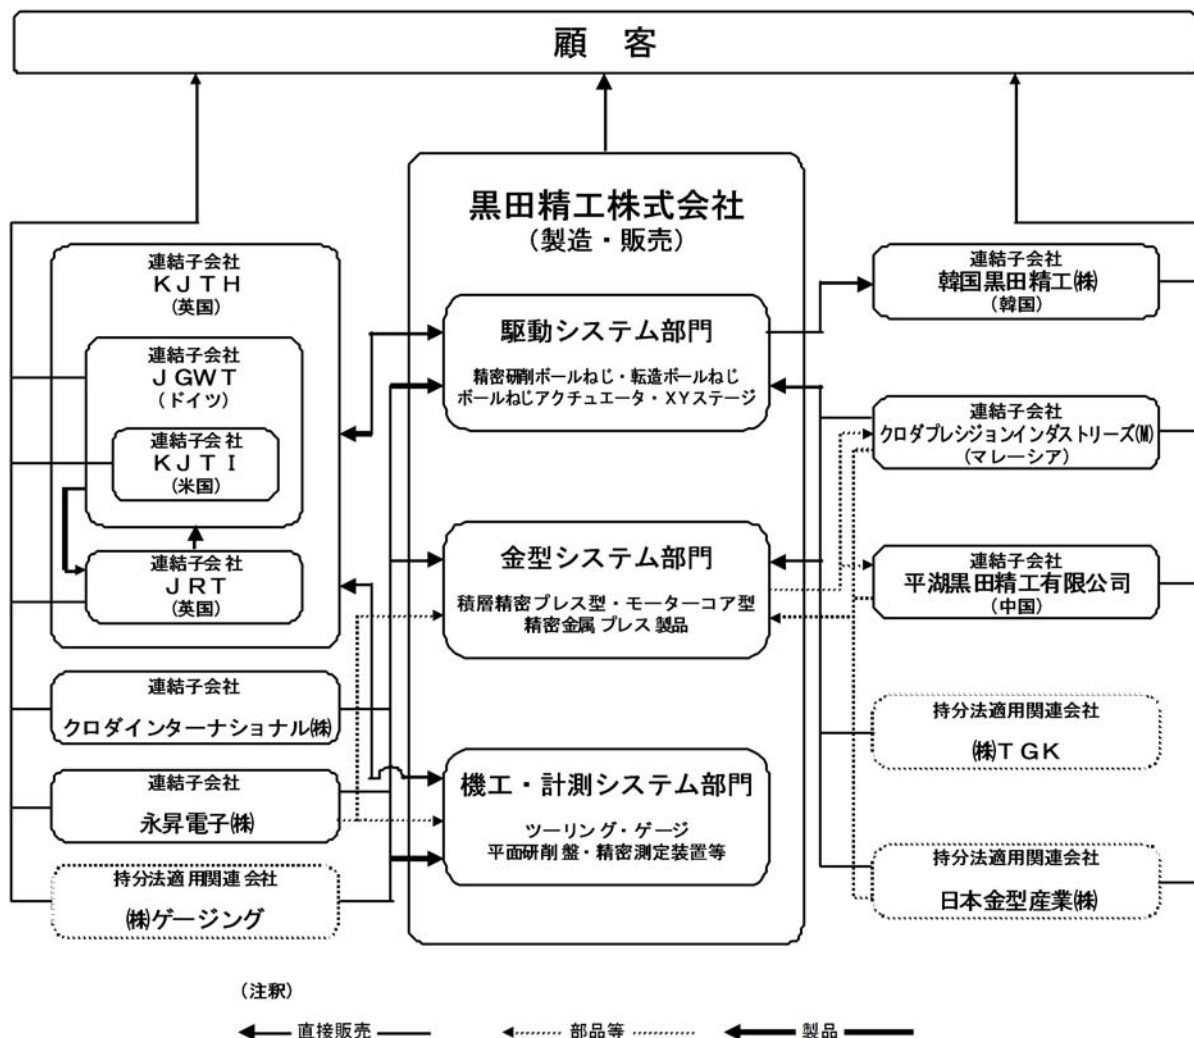 顧　客
黒田精工株式会社
（製造・販売）
駆動システム部門
精密研削ボールねじ・転造ボールねじ
ボールねじアクチュエータ・XYステージ
金型システム部門
積層精密プレス型・モーターコア型
精密金属プレス製品
機工・計測システム部門
ツーリング・ゲージ
平面研削盤・精密測定装置等
連結子会社
ＫＪＴＨ
(英国)
連結子会社
ＪＧＷＴ
(ドイツ)
連結子会社
ＫＪＴＩ
(米国)
連結子会社
ＪＲＴ
(英国)
連結子会社
クロダインターナショナル㈱
連結子会社
永昇電子㈱
持分法適用関連会社
㈱ゲージング
連結子会社
韓国黒田精工㈱
(韓国)
連結子会社
クロダプレシジョンインダストリーズ(M)
(マレーシア)
連結子会社
平湖黒田精工有限公司
(中国)
持分法適用関連会社
㈱ＴＧＫ
持分法適用関連会社
日本金型産業㈱
（注釈）
直接販売　部品等　製品